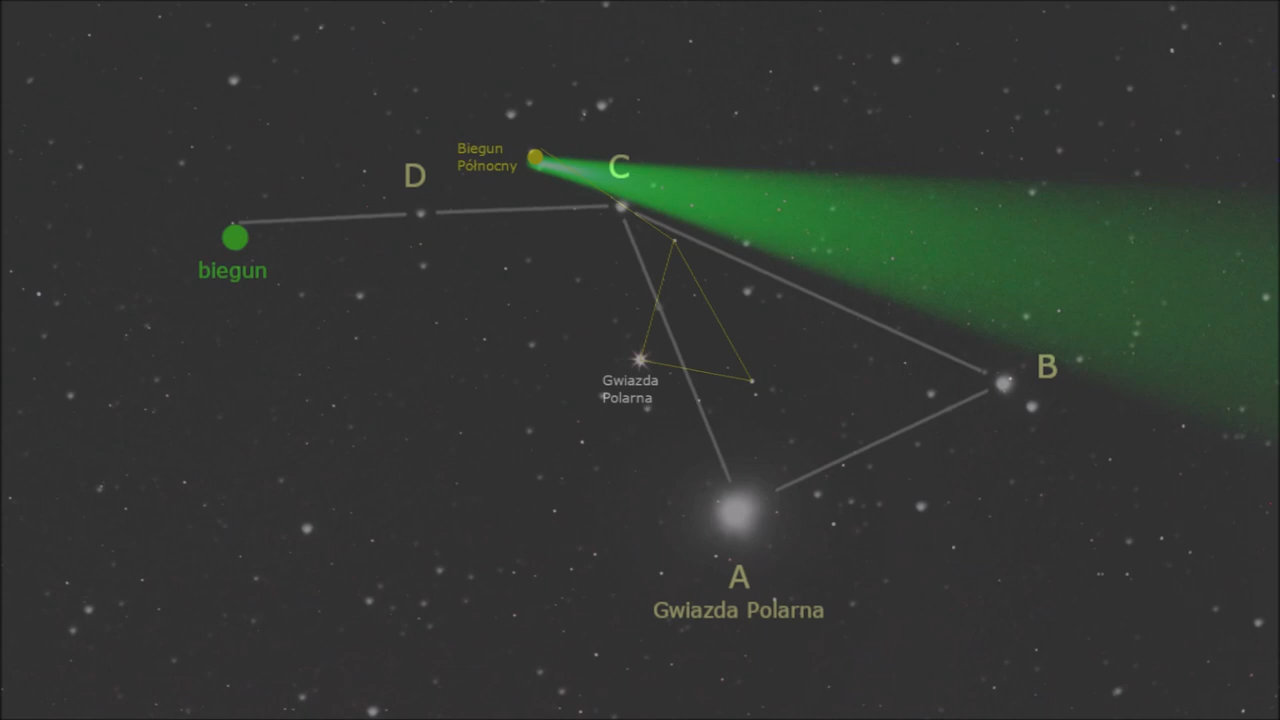 Biegun
Północny
C
D
biegun
B
Gwiazda
Polarna
A
Gwiazda Polarna